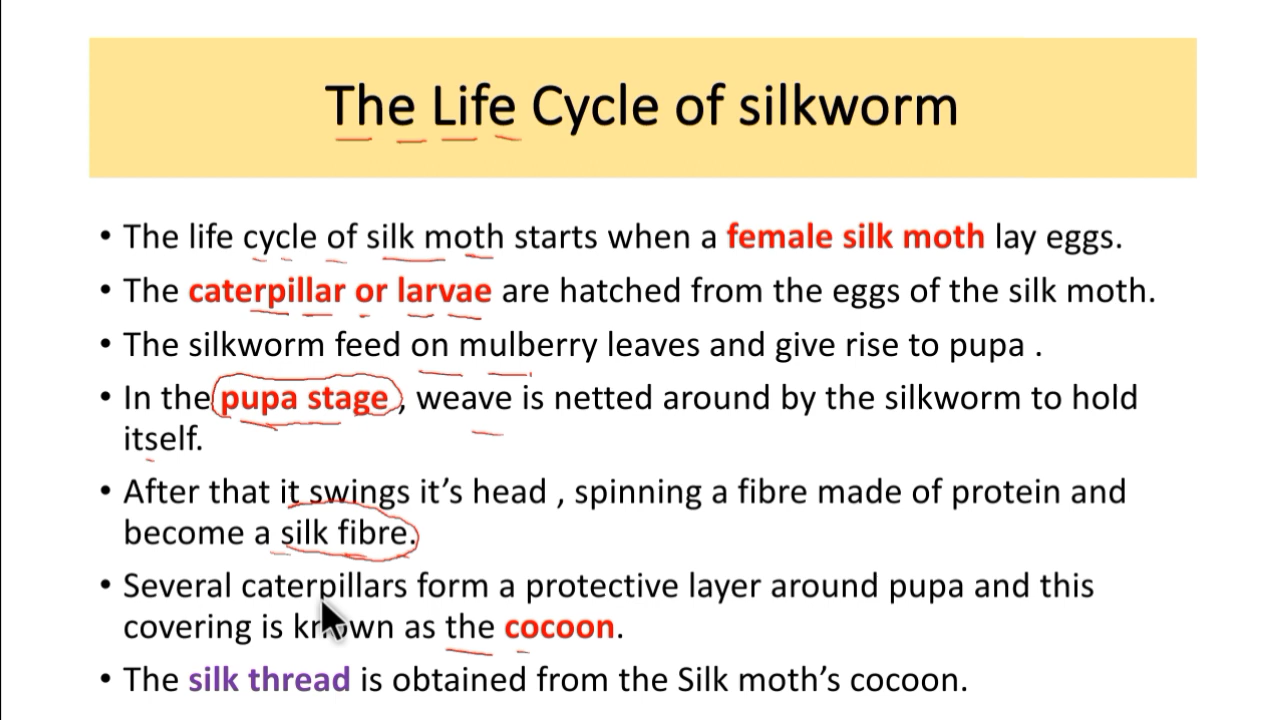 The Life Cycle of silkworm
• The life cycle of silk moth starts when a female silk moth lay eggs.
• The caterpillar or larvae are hatched from the eggs of the silk moth.
• The silkworm feed on mulberry leaves and give rise to pupa .
• In the pupa stage , weave is netted around by the silkworm to hold
itself.
• After that it swings it’s head , spinning a fibre made of protein and
become a silk fibre.
• Several caterpillars form a protective layer around pupa and this
covering is known as the cocoon.
• The silk thread is obtained from the Silk moth’s cocoon.